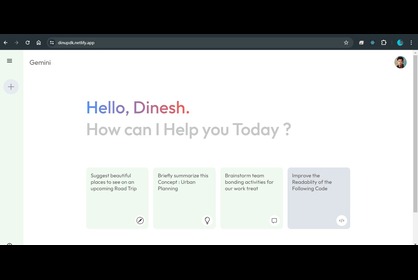 dinupdk.netlify.app
Gemini
Hello, Dinesh.
How can I Help you Today ?
Suggest beautiful
places to see on an
upcoming Road Trip
Briefly summarize this
Concept : Urban
Planning
Brainstorm team
bonding activities for
our work treat
Improve the
Readablity of the
Following Code